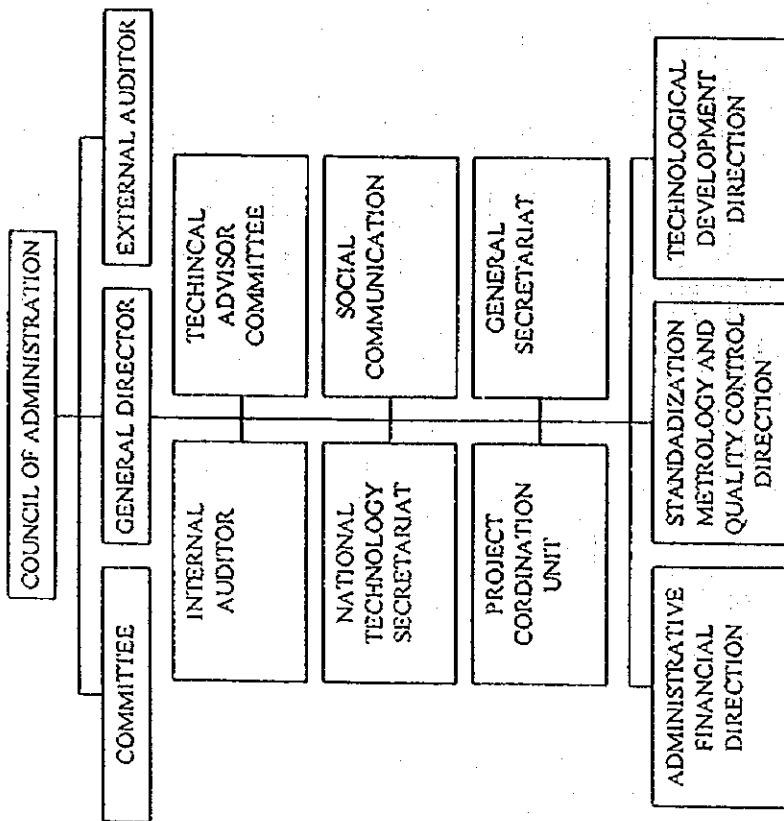 COUNCIL OF ADMINISTRATION
COMMITTEE
GENERAL DIRECTOR
EXTERNAL AUDITOR
INTERNAL
AUDITOR
TECHINCAL
ADVISOR
COMMITTEE
NATIONAL
TECHNOLOGY
SECRETARIAT
SOCIAL
COMMUNICATION
PROJECT
CORDINATION
UNIT
GENERAL
SECRETARIAT
ADMINISTRATIVE
FINANCIAL
DIRECTION
STANDADIZATION
METROLOGY AND
QUALITY CONTROL
DIRECTION
TECHNOLOGICAL
DEVELOPMENT
DIRECTION